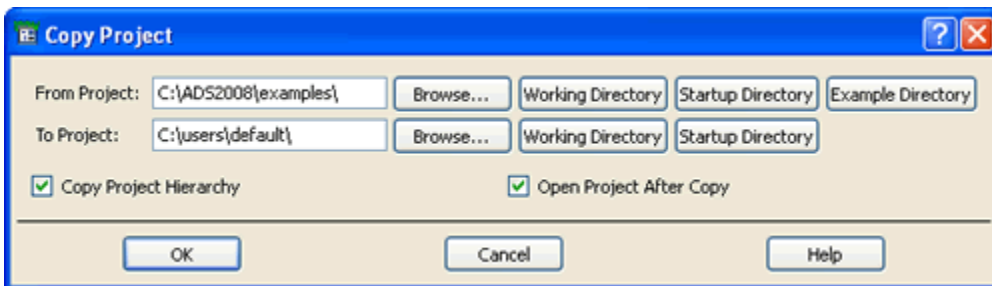 Copy Project
From Project: C:\ADS2008\examples\ Browse... Working Directory Startup Directory Example Directory
To Project: C:\users\default\ Browse... Working Directory Startup Directory
Copy Project Hierarchy Open Project After Copy
OK Cancel Help